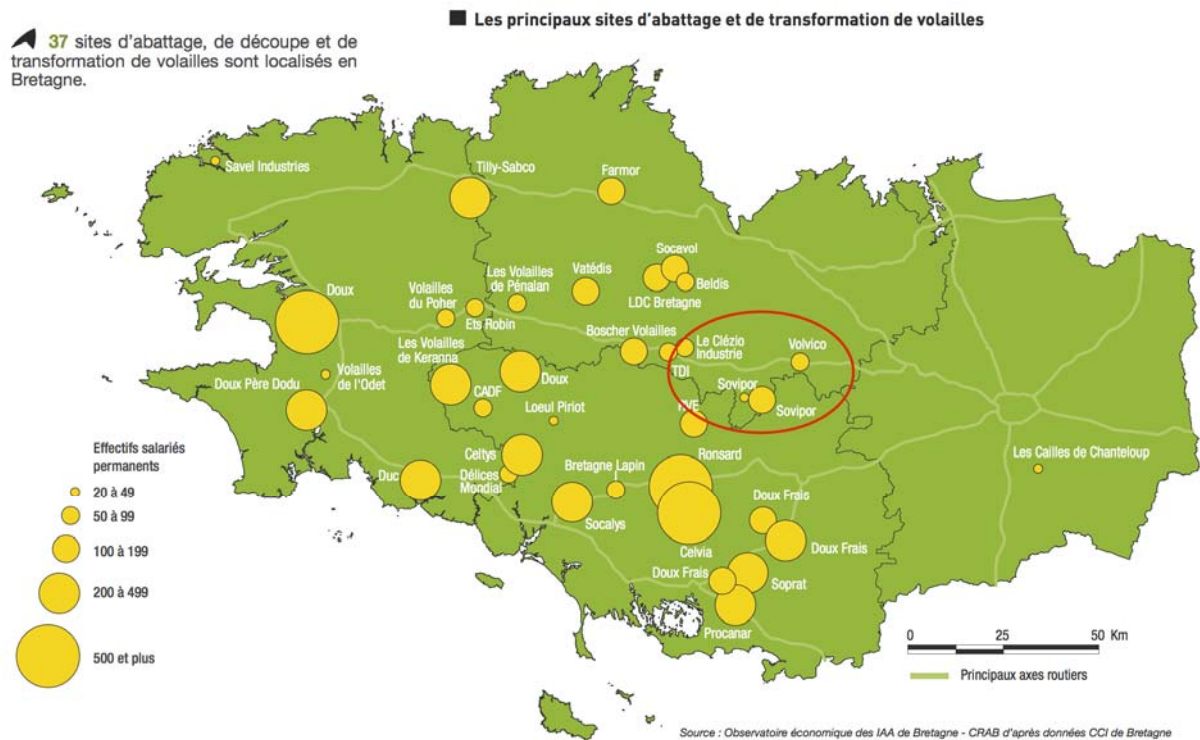 Les principaux sites d'abattage et de transformation de volailles
37 sites d'abattage, de découpe et de
transformation de volailles sont localisés en
Bretagne.
Savel Industries
Tilly-Sabco
Farmor
Socavol
Vatédis
Beldis
LDC Bretagne
Les Volailles
de Pénalan
Volailles
du Poher
Ets Robin
Doux
Boscher Volailles
Le Clézio
Industrie
Volvico
TDI
Les Volailles
de Keranna
Volailles
de l'Odet
Doux Père Dodu
CADF
Doux
Loeul Piriot
Sovipor
Sovipor
Ronsard
Les Cailles de Chanteloup
Celtys
Délices
Mondial
Bretagne Lapin
Duc
Socalys
Celvia
Doux Frais
Doux Frais
Doux Frais
Soprat
Procanar
Effectifs salariés
permanents
20 à 49
50 à 99
100 à 199
200 à 499
500 et plus
0 25 50 Km
Principaux axes routiers
Source : Observatoire économique des IAA de Bretagne - CRAB d'après données CCI de Bretagne